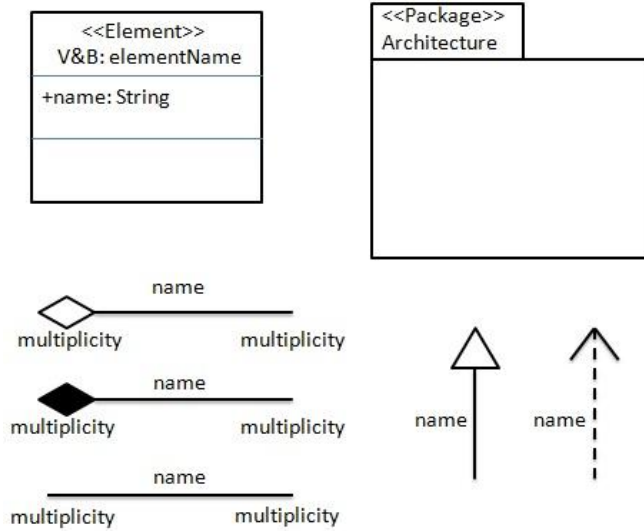 <<Element>>
V&B: elementName
+name: String
<<Package>>
Architecture
name
multiplicity multiplicity
name
multiplicity multiplicity
name
multiplicity multiplicity
name
name